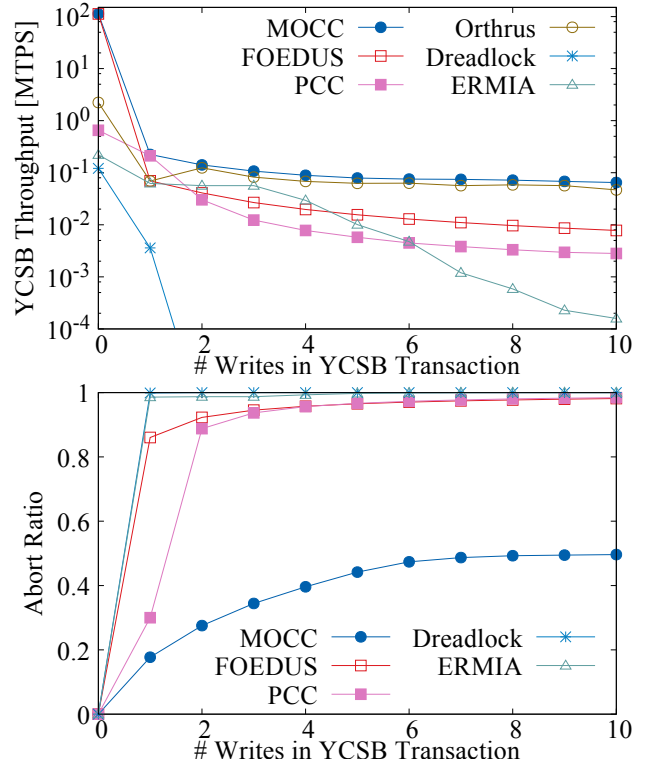 YCSB Throughput [MTPS]
10^2
10^1
10^0
10^-1
10^-2
10^-3
10^-4
MOCC
FOEDUS
PCC
Orthrus
Dreadlock
ERMIA
0 2 4 6 8 10
# Writes in YCSB Transaction
Abort Ratio
1
0.8
0.6
0.4
0.2
0
MOCC
FOEDUS
PCC
Dreadlock
ERMIA
0 2 4 6 8 10
# Writes in YCSB Transaction